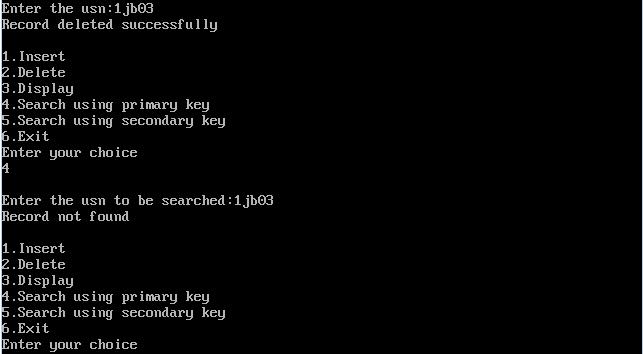 Enter the usn:1jb03
Record deleted successfully
1.Insert
2.Delete
3.Display
4.Search using primary key
5.Search using secondary key
6.Exit
Enter your choice
4
Enter the usn to be searched:1jb03
Record not found
1.Insert
2.Delete
3.Display
4.Search using primary key
5.Search using secondary key
6.Exit
Enter your choice